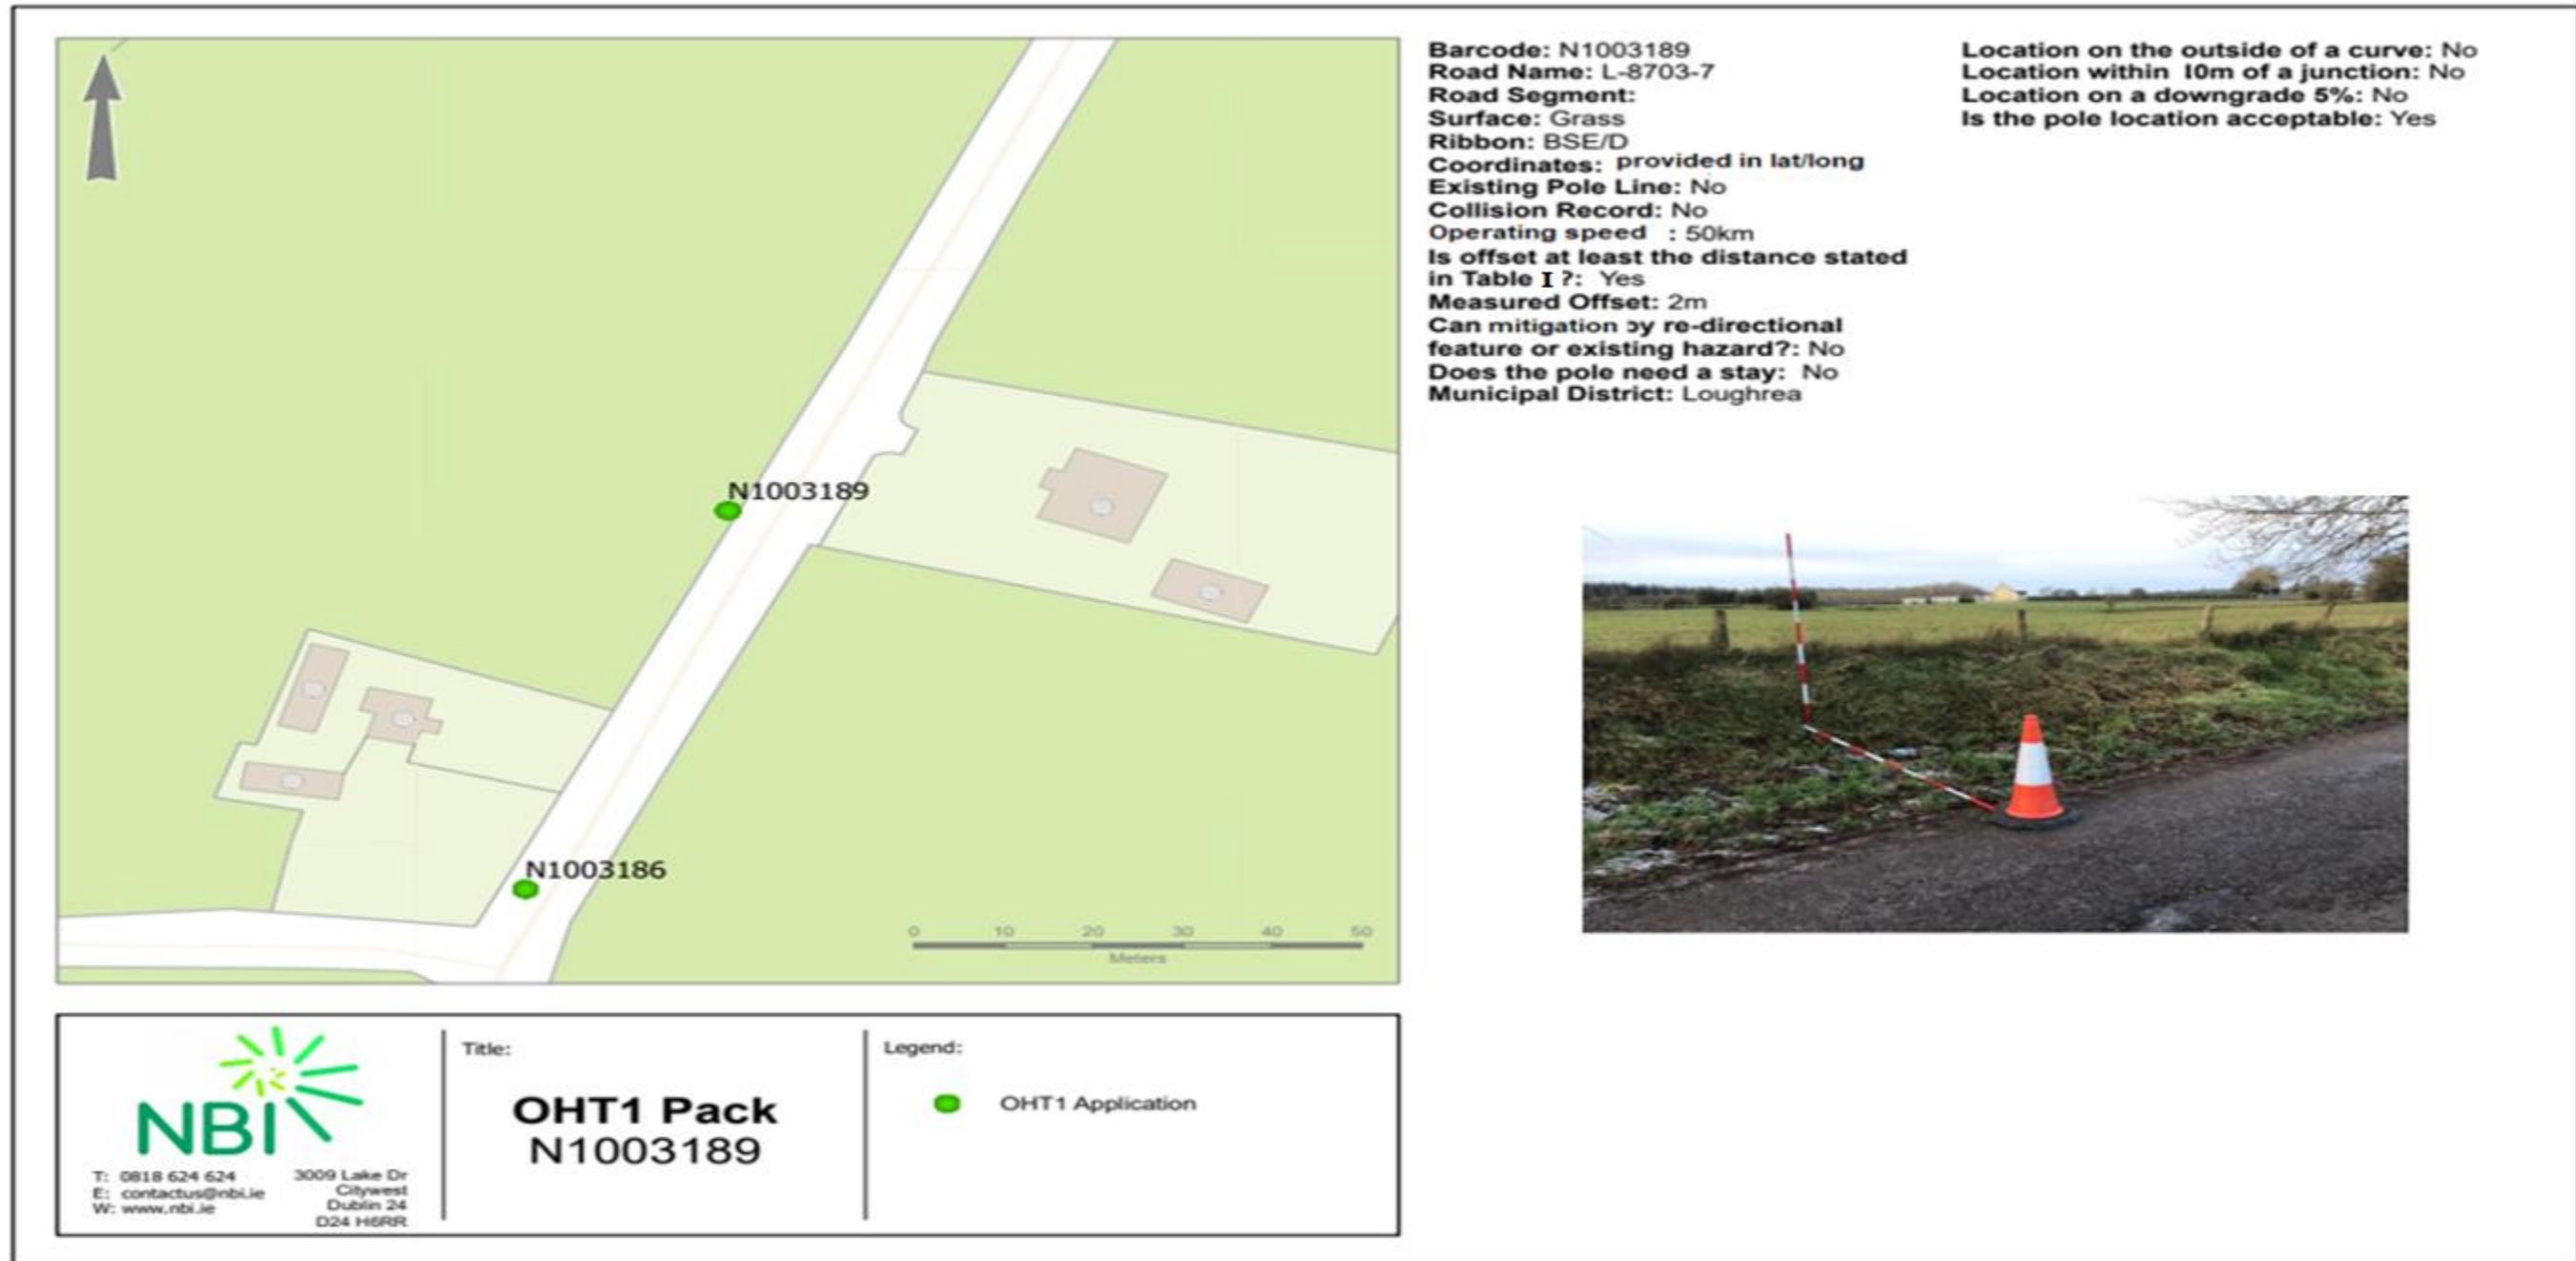 Barcode: N1003189
Road Name: L-8703-7
Road Segment:
Surface: Grass
Ribbon: BSE/D
Coordinates: provided in lat/long
Existing Pole Line: No
Collision Record: No
Operating speed : 50km
Is offset at least the distance stated
in Table I ?: Yes
Measured Offset: 2m
Can mitigation by re-directional
feature or existing hazard?: No
Does the pole need a stay: No
Municipal District: Loughrea
Location on the outside of a curve: No
Location within 10m of a junction: No
Location on a downgrade 5%: No
Is the pole location acceptable: Yes
N1003189
N1003186
0 10 20 30 40 50
Meters
NBI
T: 0818 624 624
E: contactus@nbi.ie
W: www.nbi.ie
3009 Lake Dr
Citywest
Dublin 24
D24 H6RR
Title:
OHT1 Pack
N1003189
Legend:
OHT1 Application